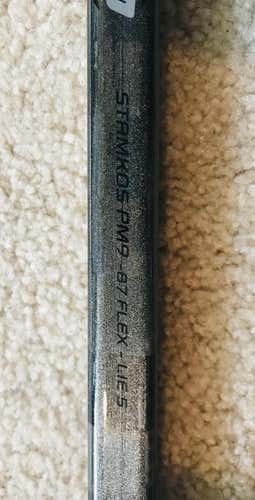 STAMKOS PM9 - 87 FLEX - LIE 5